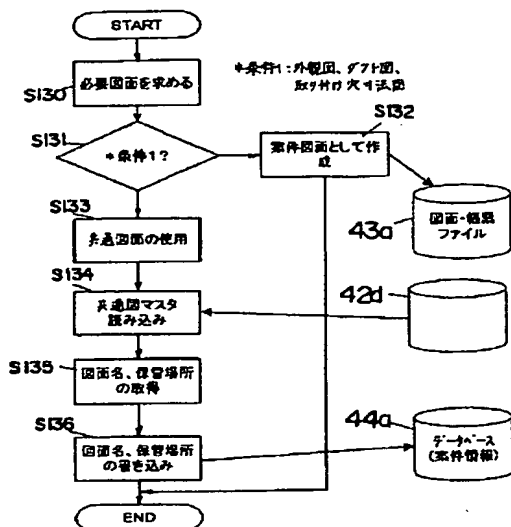 START
S130
必要図面を求める
*条件1:外観図、ダクト図、
取り付け穴寸法図
S131
*条件1?
S132
案件図面として作
成
43a
図面・帳票
ファイル
S133
共通図面の使用
S134
共通図マスタ
読み込み
42d
S135
図面名、保管場所
の取得
S136
図面名、保管場所
の書き込み
44a
データベース
(案件情報)
END